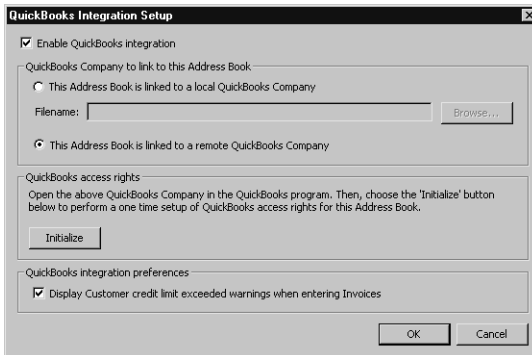 QuickBooks Integration Setup
Enable QuickBooks integration
QuickBooks Company to link to this Address Book
This Address Book is linked to a local QuickBooks Company
Filename:
Browse...
This Address Book is linked to a remote QuickBooks Company
QuickBooks access rights
Open the above QuickBooks Company in the QuickBooks program. Then, choose the 'Initialize' button
below to perform a one time setup of QuickBooks access rights for this Address Book.
Initialize
QuickBooks integration preferences
Display Customer credit limit exceeded warnings when entering Invoices
OK
Cancel